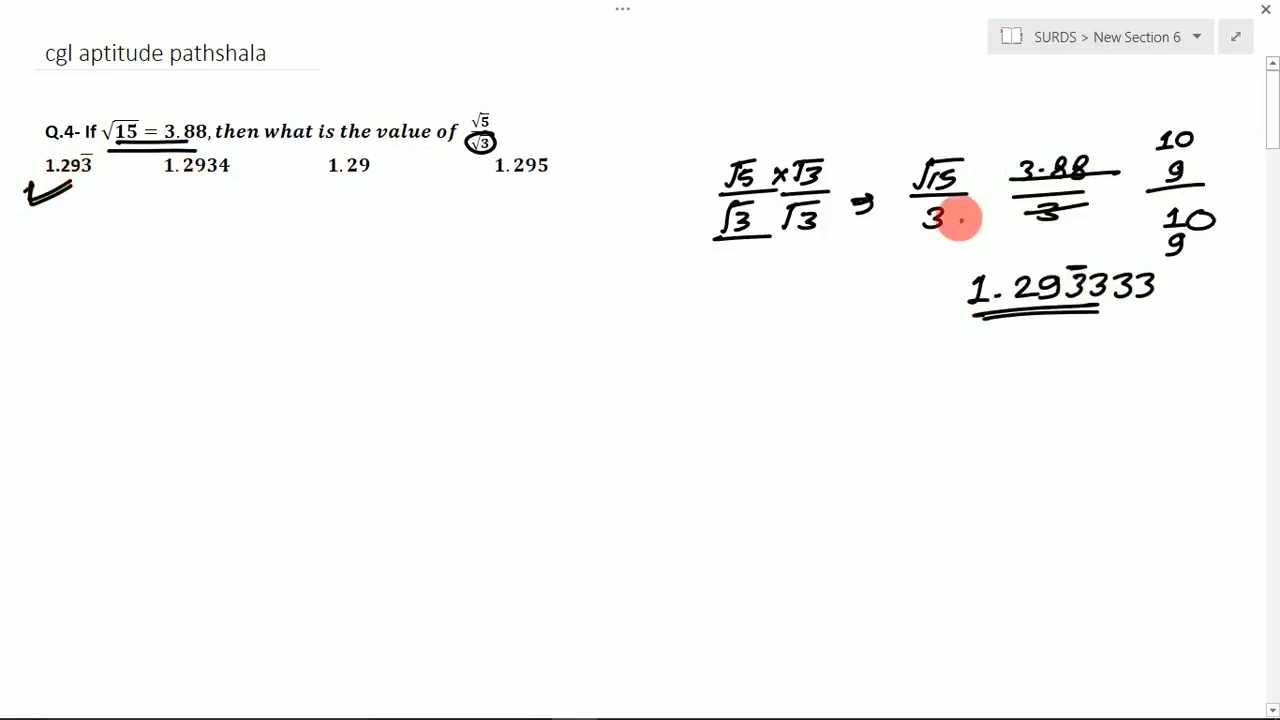 SURDS > New Section 6
cgl aptitude pathshala
Q.4- If √15 = 3.88, then what is the value of √5/√3
1.293̅ 1.2934 1.29 1.295
√5/√3 × √3/√3 ⇒ √15/3 3.88/3
10
9
10
9
1.293̅333